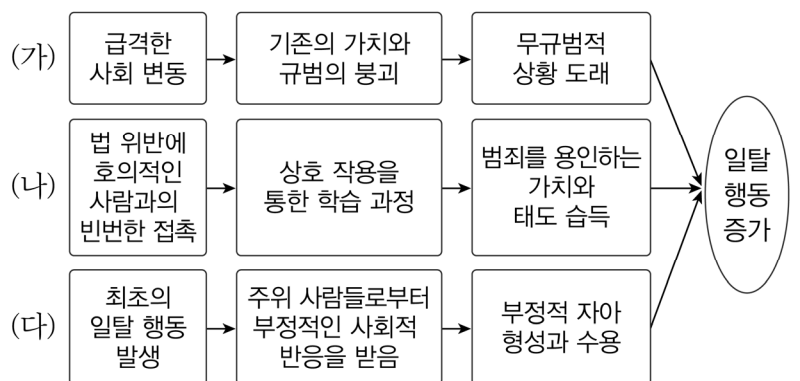 (가)
급격한
사회 변동
기존의 가치와
규범의 붕괴
무규범적
상황 도래
(나)
법 위반에
호의적인
사람과의
빈번한 접촉
상호 작용을
통한 학습 과정
범죄를 용인하는
가치와
태도 습득
(다)
최초의
일탈 행동
발생
주위 사람들로부터
부정적인 사회적
반응을 받음
부정적 자아
형성과 수용
일탈
행동
증가